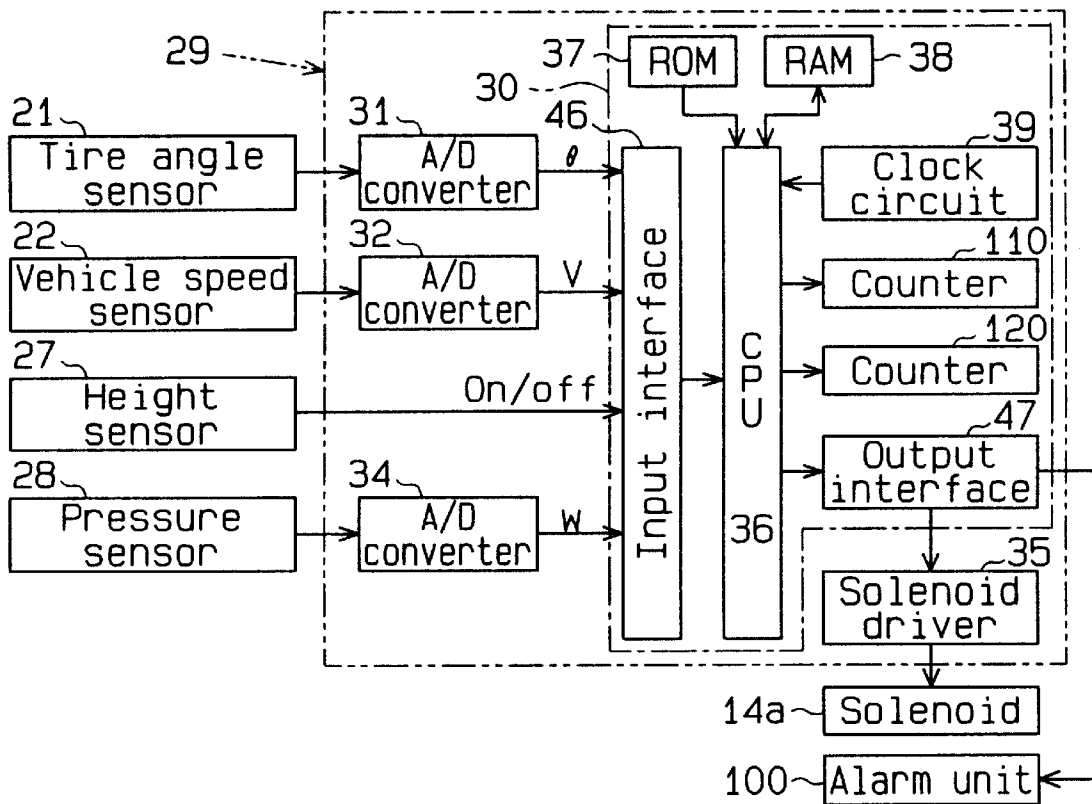 29
30
37
ROM
RAM
38
21
Tire angle
sensor
31
A/D
converter
θ
46
Input interface
CPU
36
39
Clock
circuit
22
Vehicle speed
sensor
32
A/D
converter
V
110
Counter
27
Height
sensor
On/off
120
Counter
28
Pressure
sensor
34
A/D
converter
W
47
Output
interface
35
Solenoid
driver
14a
Solenoid
100
Alarm unit